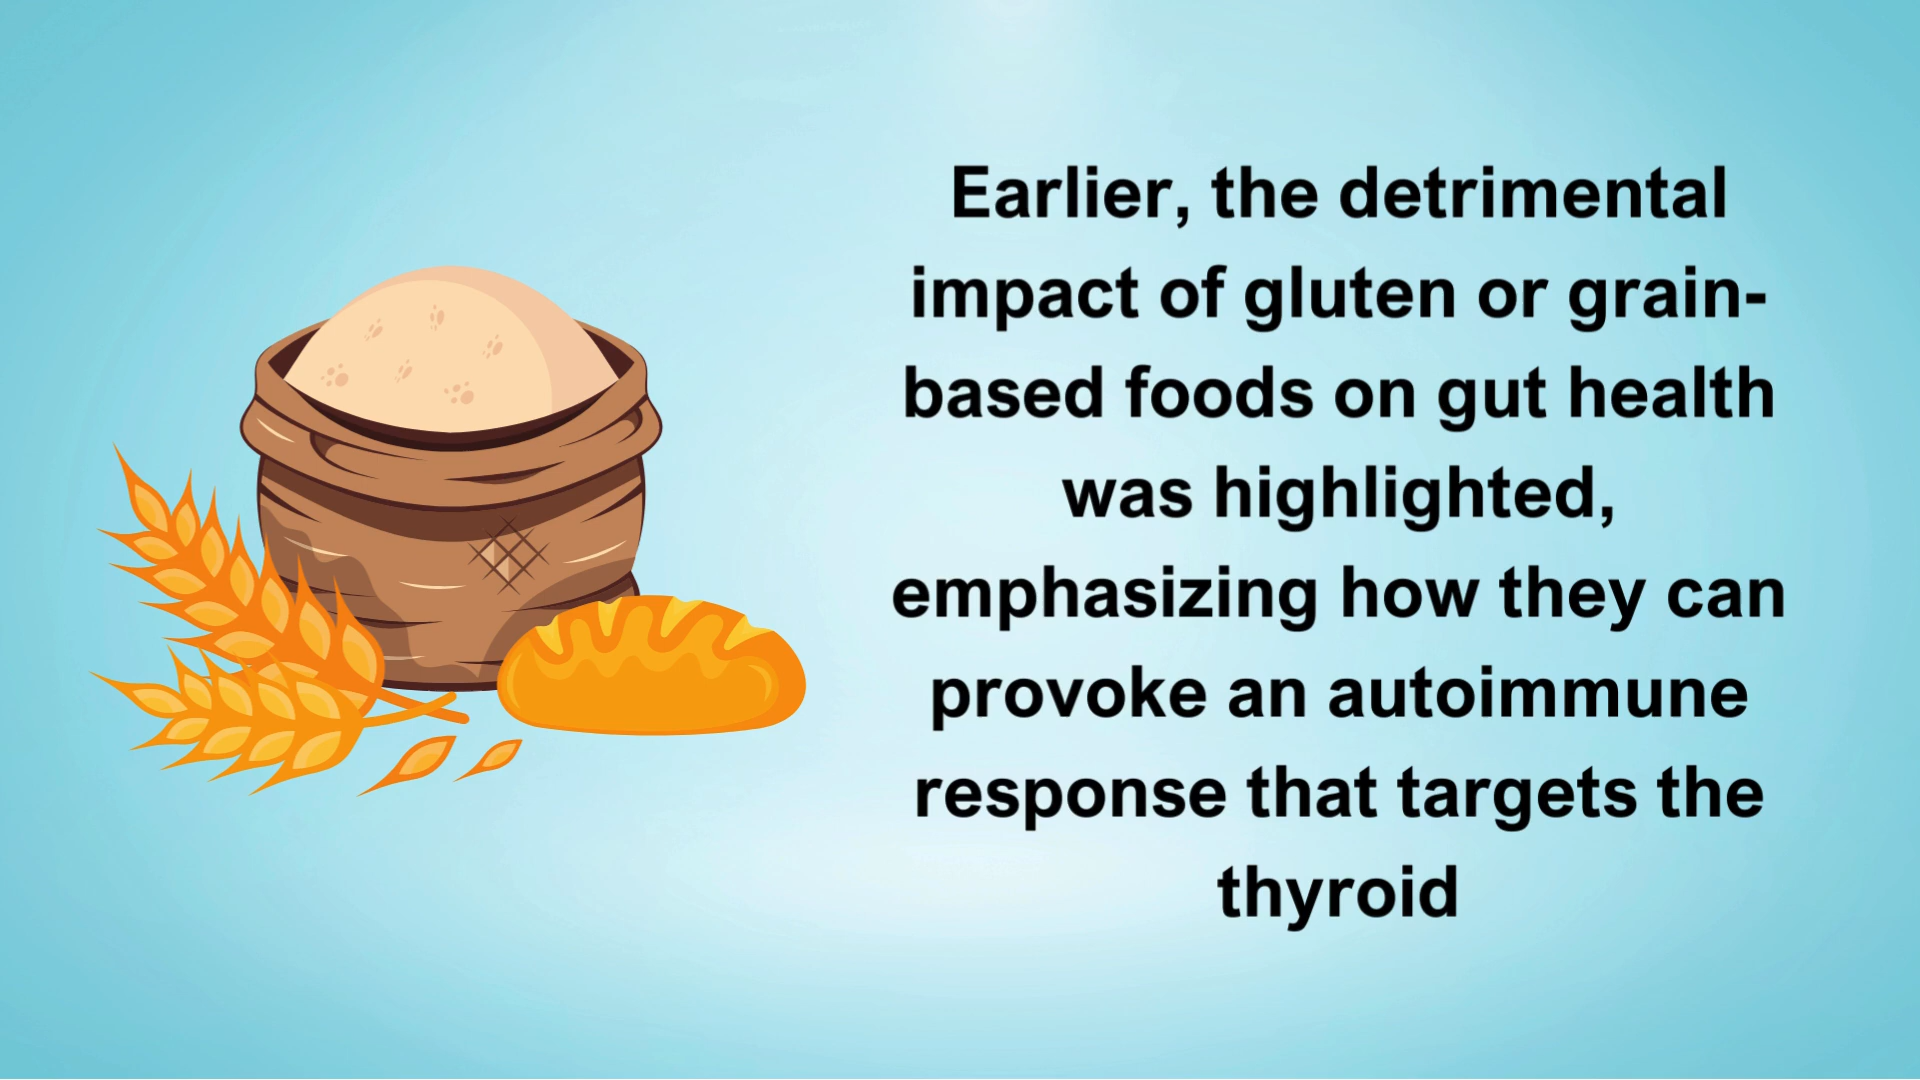 Earlier, the detrimental
impact of gluten or grain-
based foods on gut health
was highlighted,
emphasizing how they can
provoke an autoimmune
response that targets the
thyroid